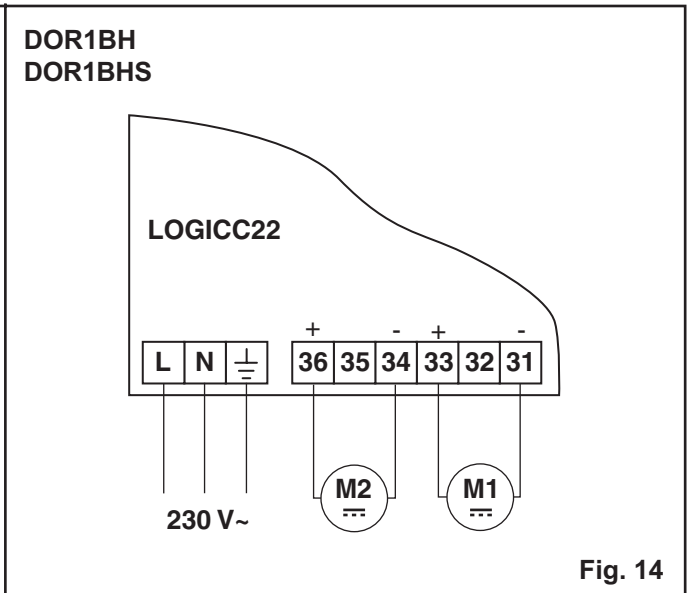 DOR1BH
DOR1BHS
LOGICC22
+ - + -
L N 36 35 34 33 32 31
M2 M1
230 V~
Fig. 14